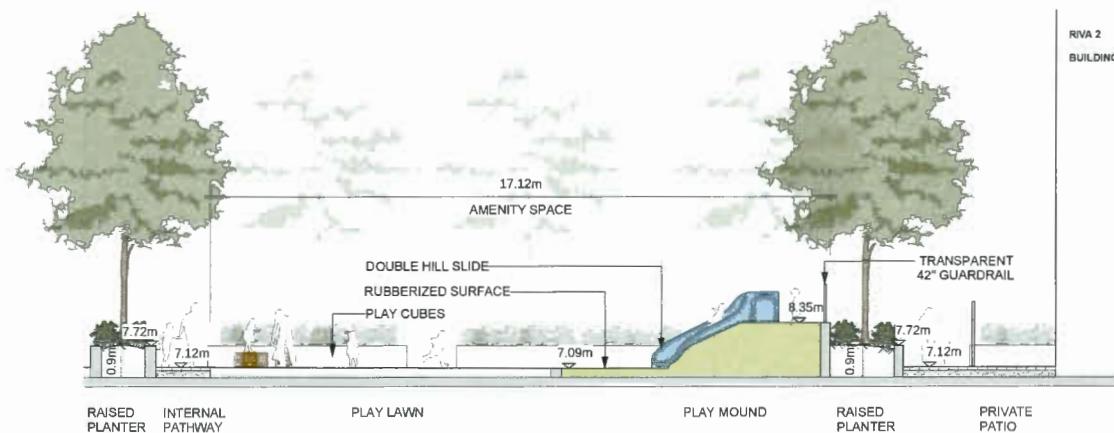 RIVA 2
BUILDING
17.12m
AMENITY SPACE
DOUBLE HILL SLIDE
RUBBERIZED SURFACE
PLAY CUBES
TRANSPARENT
42" GUARDRAIL
7.72m
7.12m
0.9m
7.09m
8.35m
7.72m
7.12m
0.9m
RAISED
PLANTER
INTERNAL
PATHWAY
PLAY LAWN
PLAY MOUND
RAISED
PLANTER
PRIVATE
PATIO